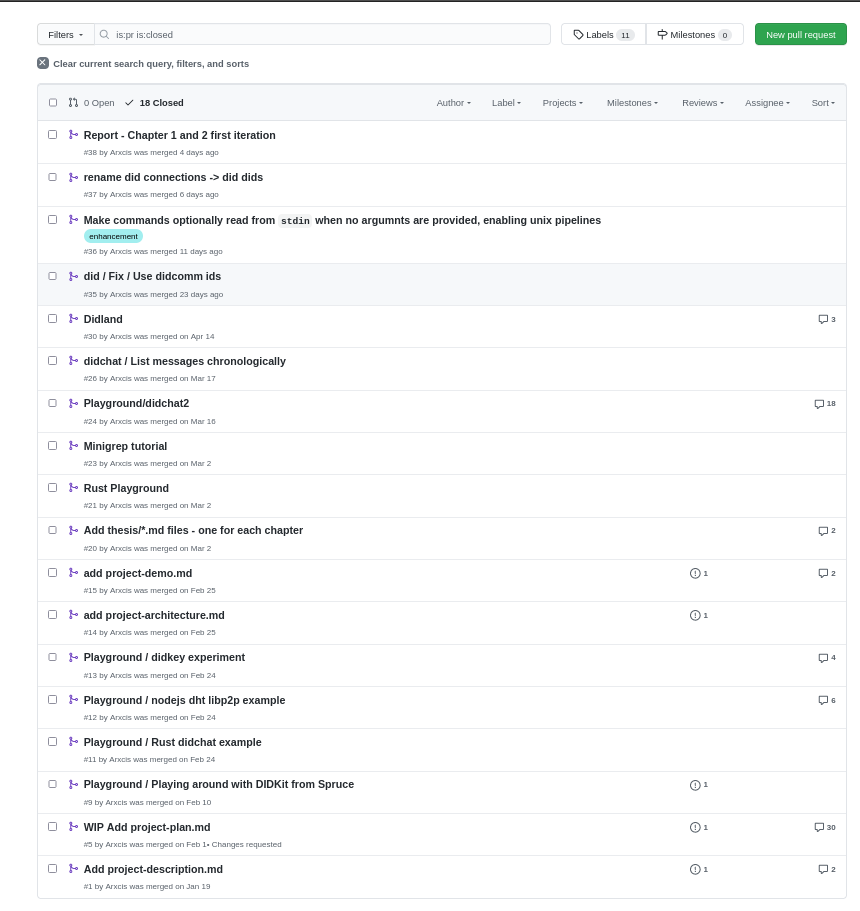 Filters is:pr is:closed Labels 11 Milestones 0 New pull request
Clear current search query, filters, and sorts
0 Open 18 Closed Author Label Projects Milestones Reviews Assignee Sort
Report - Chapter 1 and 2 first iteration
#38 by Arxcis was merged 4 days ago
rename did connections -> did dids
#37 by Arxcis was merged 6 days ago
Make commands optionally read from stdin when no argumnts are provided, enabling unix pipelines
enhancement
#36 by Arxcis was merged 11 days ago
did / Fix / Use didcomm ids
#35 by Arxcis was merged 23 days ago
Didland 3
#30 by Arxcis was merged on Apr 14
didchat / List messages chronologically
#26 by Arxcis was merged on Mar 17
Playground/didchat2 18
#24 by Arxcis was merged on Mar 16
Minigrep tutorial
#23 by Arxcis was merged on Mar 2
Rust Playground
#21 by Arxcis was merged on Mar 2
Add thesis/*.md files - one for each chapter 2
#20 by Arxcis was merged on Mar 2
add project-demo.md 1 2
#15 by Arxcis was merged on Feb 25
add project-architecture.md 1
#14 by Arxcis was merged on Feb 25
Playground / didkey experiment 4
#13 by Arxcis was merged on Feb 24
Playground / nodejs dht libp2p example 6
#12 by Arxcis was merged on Feb 24
Playground / Rust didchat example
#11 by Arxcis was merged on Feb 24
Playground / Playing around with DIDKit from Spruce 1
#9 by Arxcis was merged on Feb 10
WIP Add project-plan.md 1 30
#5 by Arxcis was merged on Feb 1• Changes requested
Add project-description.md 1 2
#1 by Arxcis was merged on Jan 19